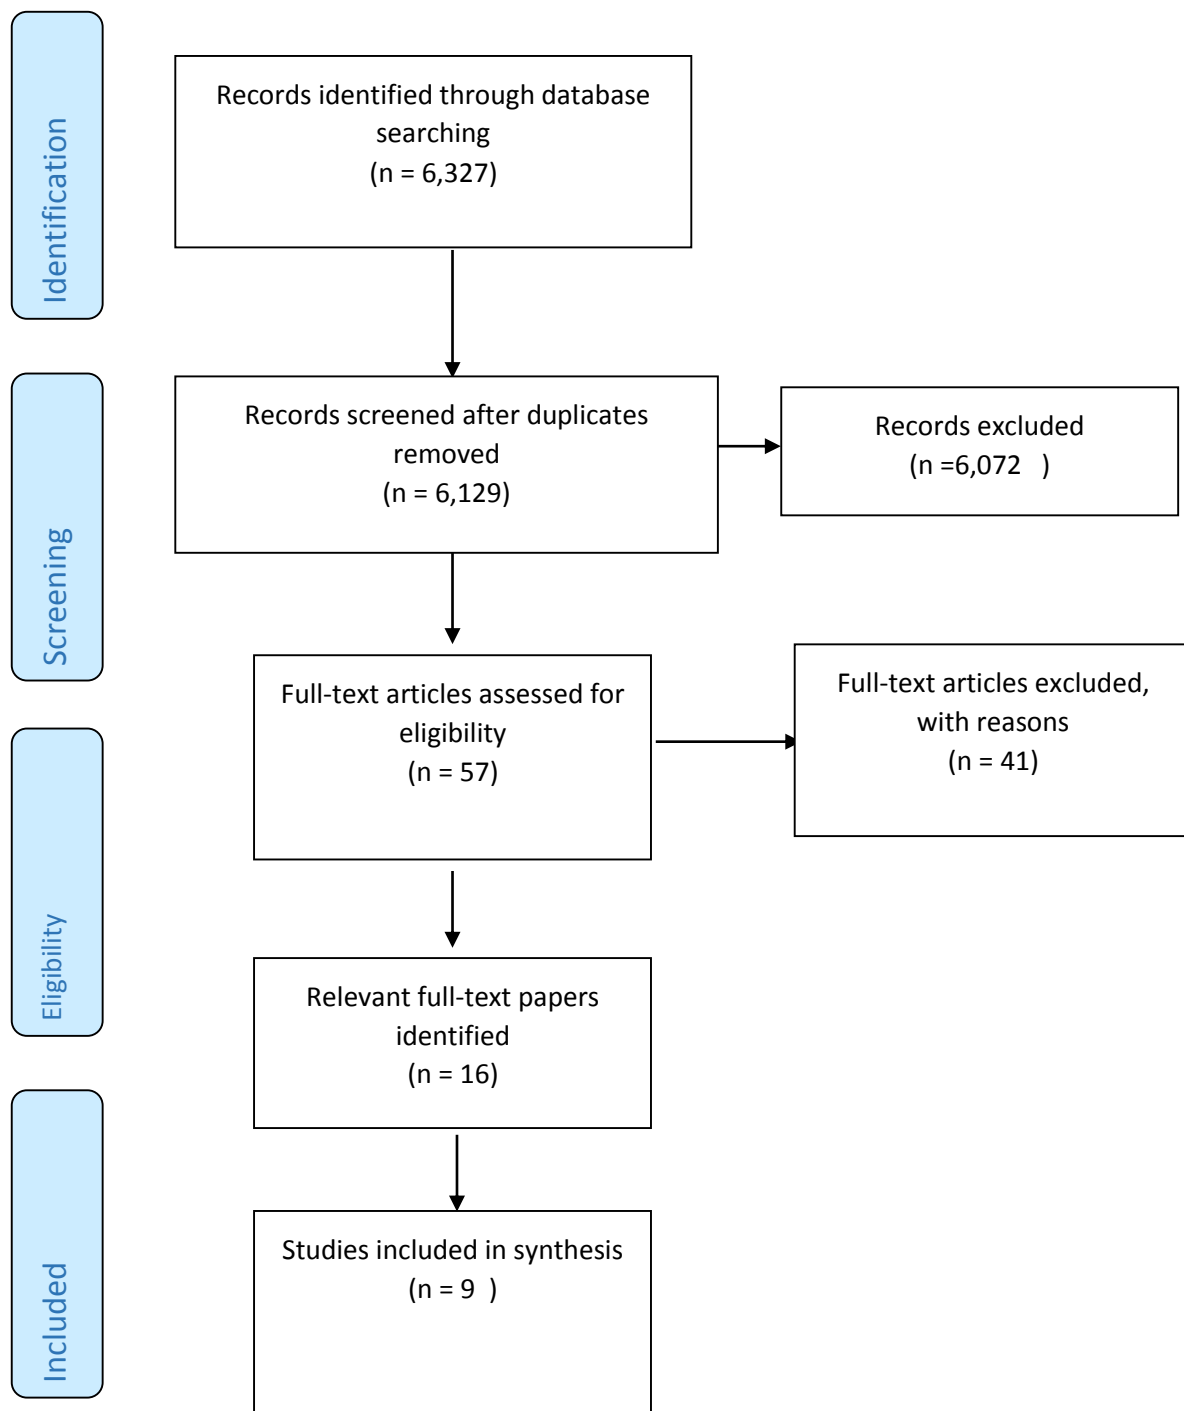 Identification
Records identified through database
searching
(n = 6,327)
Screening
Records screened after duplicates
removed
(n = 6,129)
Records excluded
(n =6,072   )
Full-text articles assessed for
eligibility
(n = 57)
Full-text articles excluded,
with reasons
(n = 41)
Eligibility
Relevant full-text papers
identified
(n = 16)
Included
Studies included in synthesis
(n = 9  )